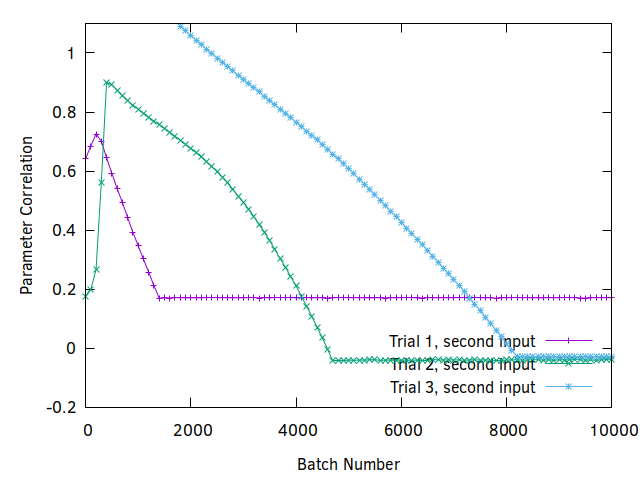 1
0.8
0.6
0.4
0.2
0
-0.2
Parameter Correlation
Trial 1, second input
Trial 2, second input
Trial 3, second input
0 2000 4000 6000 8000 10000
Batch Number